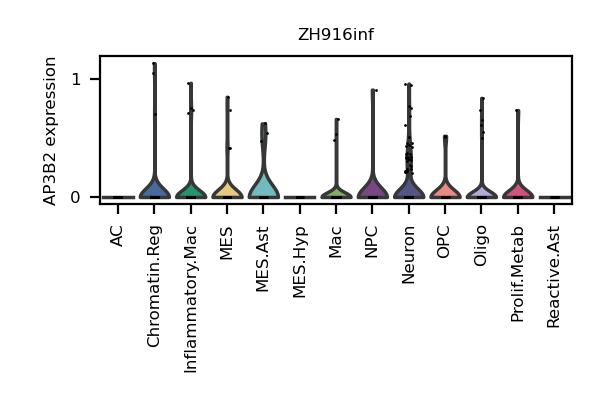 ZH916inf
AP3B2 expression
1
0
AC
Chromatin.Reg
Inflammatory.Mac
MES
MES.Ast
MES.Hyp
Mac
NPC
Neuron
OPC
Oligo
Prolif.Metab
Reactive.Ast